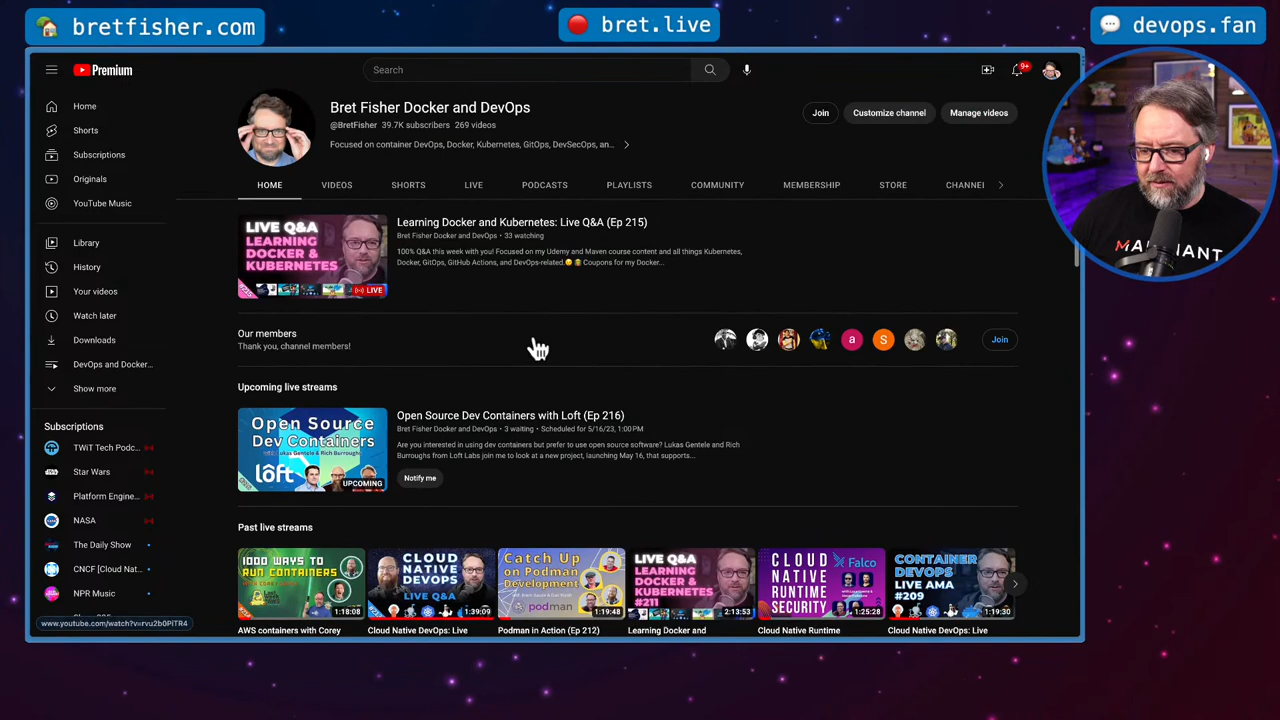 bretfisher.com
bret.live
devops.fan
Premium
Search
9+
Home
Shorts
Subscriptions
Originals
YouTube Music
Library
History
Your videos
Watch later
Downloads
DevOps and Docker...
Show more
Subscriptions
TWiT Tech Podc...
Star Wars
Platform Engine...
NASA
The Daily Show
CNCF [Cloud Nat...
NPR Music
www.youtube.com/watch?v=rvu2b0PiTR4
Bret Fisher Docker and DevOps
@BretFisher 39.7K subscribers 269 videos
Focused on container DevOps, Docker, Kubernetes, GitOps, DevSecOps, an...
Join
Customize channel
Manage videos
HOME
VIDEOS
SHORTS
LIVE
PODCASTS
PLAYLISTS
COMMUNITY
MEMBERSHIP
STORE
CHANNEL
LIVE Q&A
LEARNING
DOCKER &
KUBERNETES
LIVE
Learning Docker and Kubernetes: Live Q&A (Ep 215)
Bret Fisher Docker and DevOps • 33 watching
100% Q&A this week with you! Focused on my Udemy and Maven course content and all things Kubernetes,
Docker, GitOps, GitHub Actions, and DevOps-related. Coupons for my Docker...
Our members
Thank you, channel members!
a
S
Join
Upcoming live streams
Open Source
Dev Containers
with Lukas Gentele & Rich Burroughs
loft
UPCOMING
Open Source Dev Containers with Loft (Ep 216)
Bret Fisher Docker and DevOps • 3 waiting • Scheduled for 5/16/23, 1:00 PM
Are you interested in using dev containers but prefer to use open source software? Lukas Gentele and Rich
Burroughs from Loft Labs join me to look at a new project, launching May 16, that supports...
Notify me
Past live streams
1000 WAYS TO
RUN CONTAINERS
1:18:08
AWS containers with Corey
CLOUD
NATIVE
DEVOPS
Live Q&A
1:39:09
Cloud Native DevOps: Live
Catch Up
on Podman
Development
podman
1:19:48
Podman in Action (Ep 212)
LIVE Q&A
LEARNING
DOCKER &
KUBERNETES
#211
2:13:53
Learning Docker and
CLOUD
NATIVE
RUNTIME
SECURITY
Falco
1:25:28
Cloud Native Runtime
CONTAINER
DEVOPS
LIVE AMA
#209
1:19:30
Cloud Native DevOps: Live